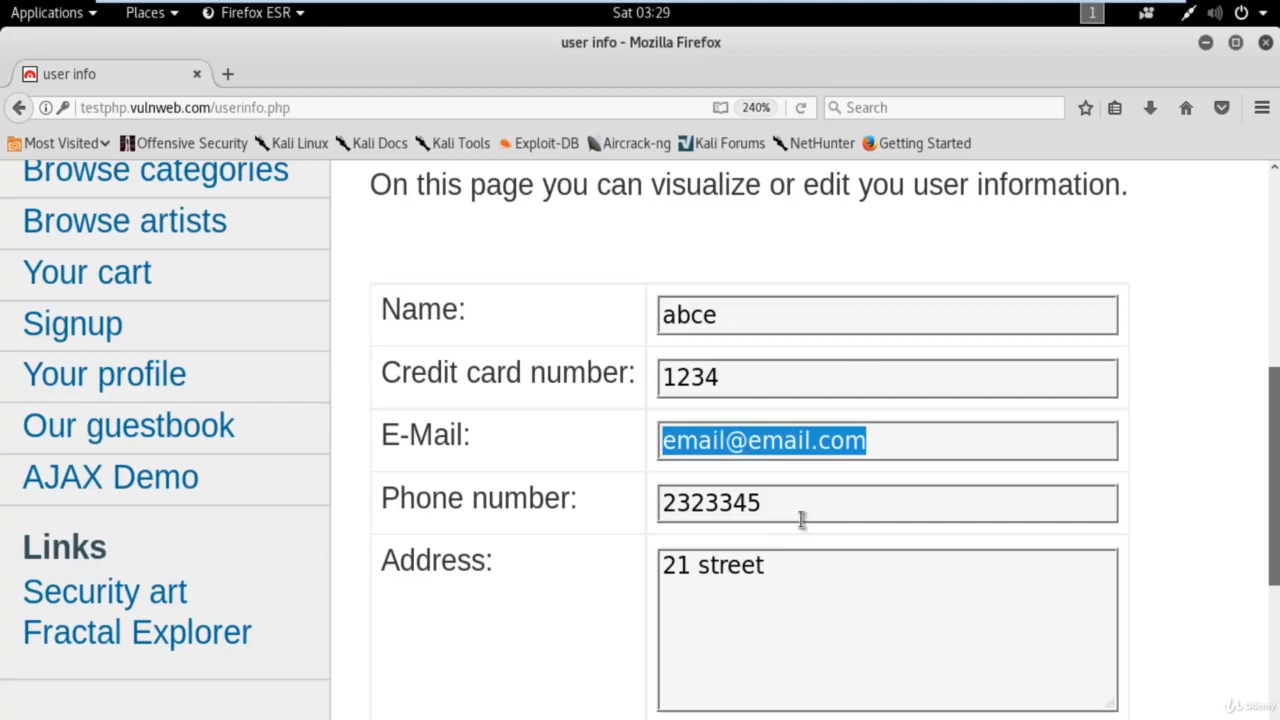 Applications Places Firefox ESR Sat 03:29 1
user info - Mozilla Firefox
user info
testphp.vulnweb.com/userinfo.php 240% Search
Most Visited Offensive Security Kali Linux Kali Docs Kali Tools Exploit-DB Aircrack-ng Kali Forums NetHunter Getting Started
Browse categories
On this page you can visualize or edit you user information.
Browse artists
Your cart
Signup
Your profile
Our guestbook
AJAX Demo
Links
Security art
Fractal Explorer
Name: abce
Credit card number: 1234
E-Mail: email@email.com
Phone number: 2323345
Address: 21 street
Udemy